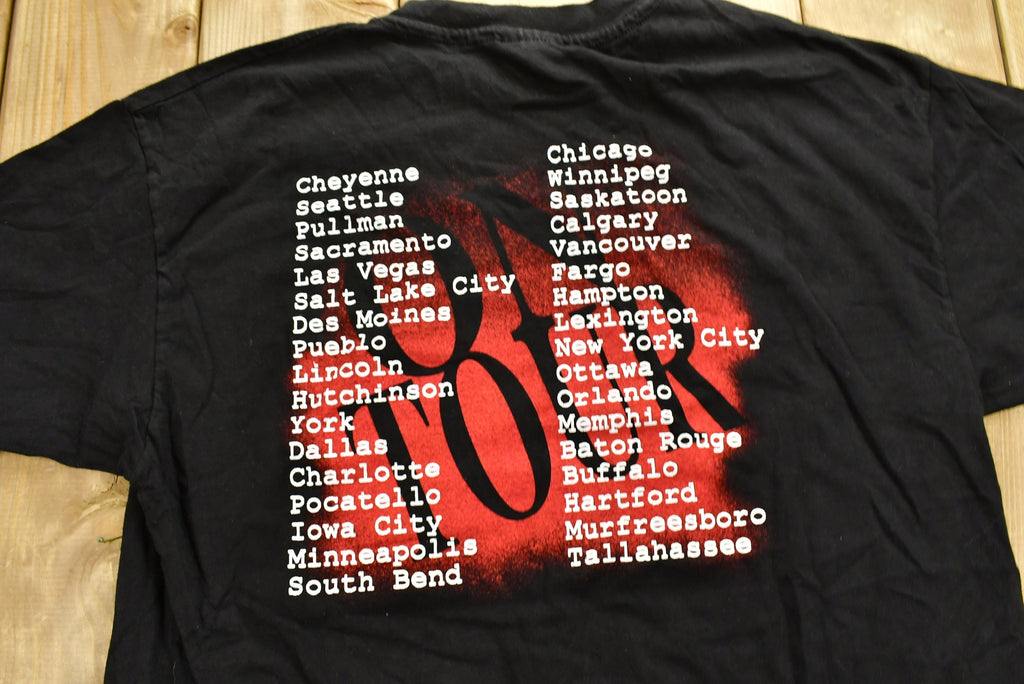 Cheyenne
Seattle
Pullman
Sacramento
Las Vegas
Salt Lake City
Des Moines
Pueblo
Lincoln
Hutchinson
York
Dallas
Charlotte
Pocatello
Iowa City
Minneapolis
South Bend
Chicago
Winnipeg
Saskatoon
Calgary
Vancouver
Fargo
Hampton
Lexington
New York City
Ottawa
Orlando
Memphis
Baton Rouge
Buffalo
Hartford
Murfreesboro
Tallahassee
ON
TOUR